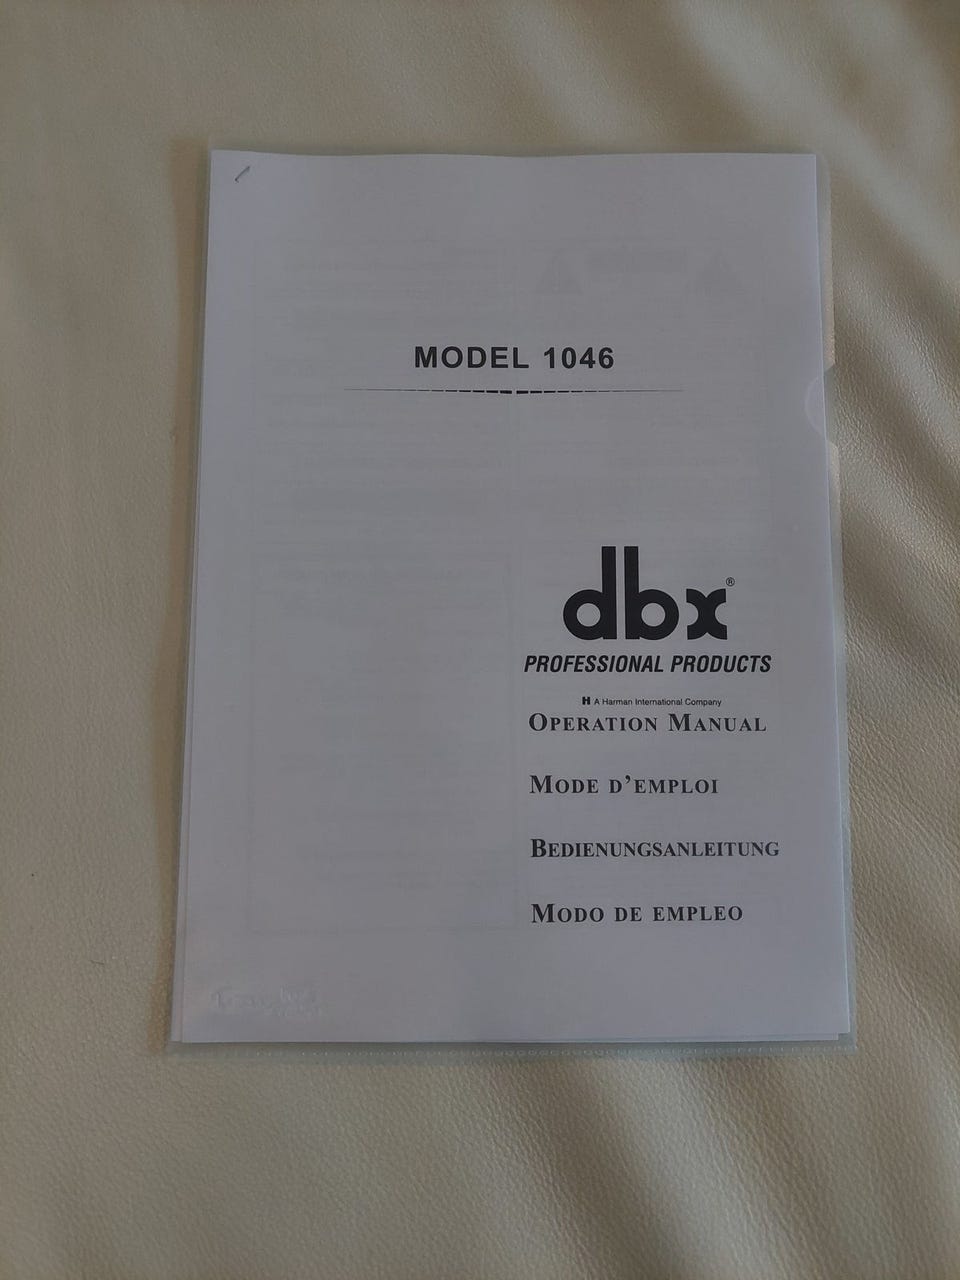 MODEL 1046
dbx®
PROFESSIONAL PRODUCTS
H A Harman International Company
OPERATION MANUAL
MODE D'EMPLOI
BEDIENUNGSANLEITUNG
MODO DE EMPLEO